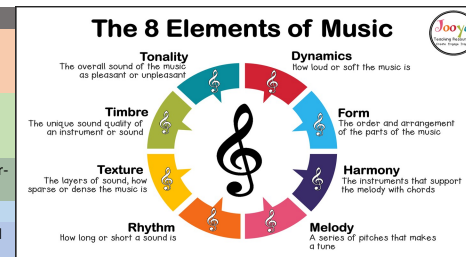 The 8 Elements of Music
Jooya
Teaching Resources
Tonality
The overall sound of the music
as pleasant or unpleasant
Dynamics
How loud or soft the music is
Timbre
The unique sound quality of
an instrument or sound
Form
The order and arrangement
of the parts of the music
Texture
The layers of sound, how
sparse or dense the music is
Harmony
The instruments that support
the melody with chords
Rhythm
How long or short a sound is
Melody
A series of pitches that makes
a tune